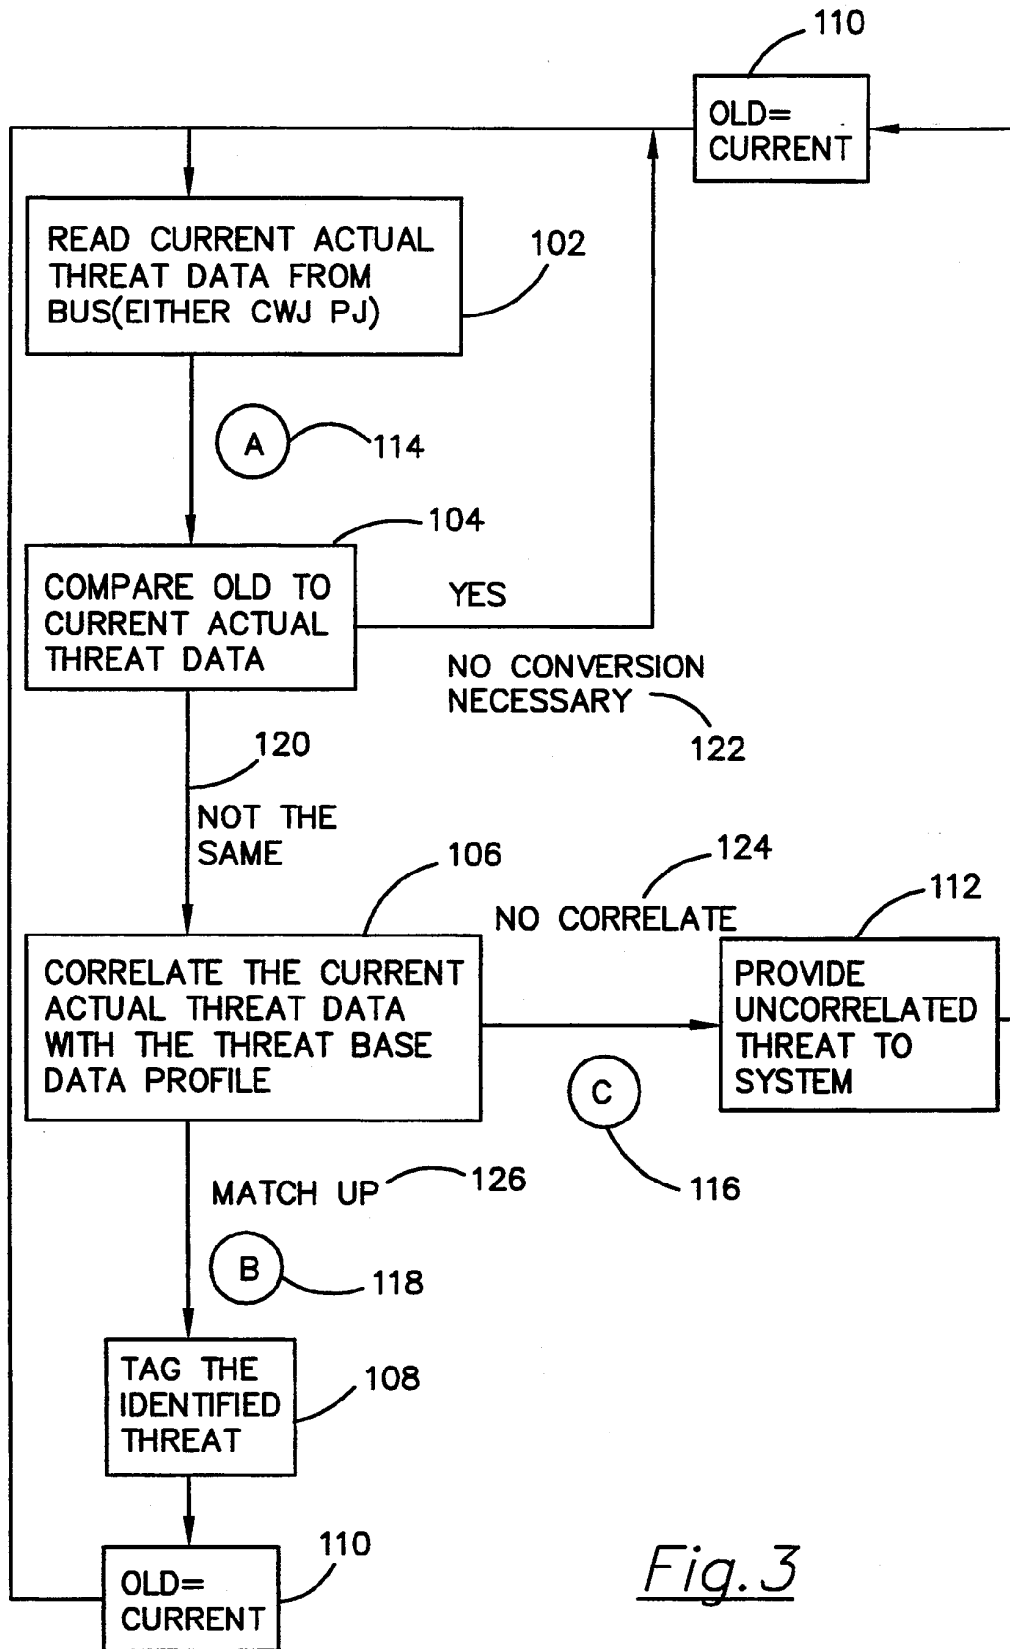 110
OLD=
CURRENT
READ CURRENT ACTUAL
THREAT DATA FROM
BUS(EITHER CWJ PJ)
102
A
114
104
COMPARE OLD TO
CURRENT ACTUAL
THREAT DATA
YES
NO CONVERSION
NECESSARY
122
120
NOT THE
SAME
106
124
NO CORRELATE
112
CORRELATE THE CURRENT
ACTUAL THREAT DATA
WITH THE THREAT BASE
DATA PROFILE
PROVIDE
UNCORRELATED
THREAT TO
SYSTEM
C
116
MATCH UP
126
B
118
TAG THE
IDENTIFIED
THREAT
108
110
OLD=
CURRENT
Fig. 3